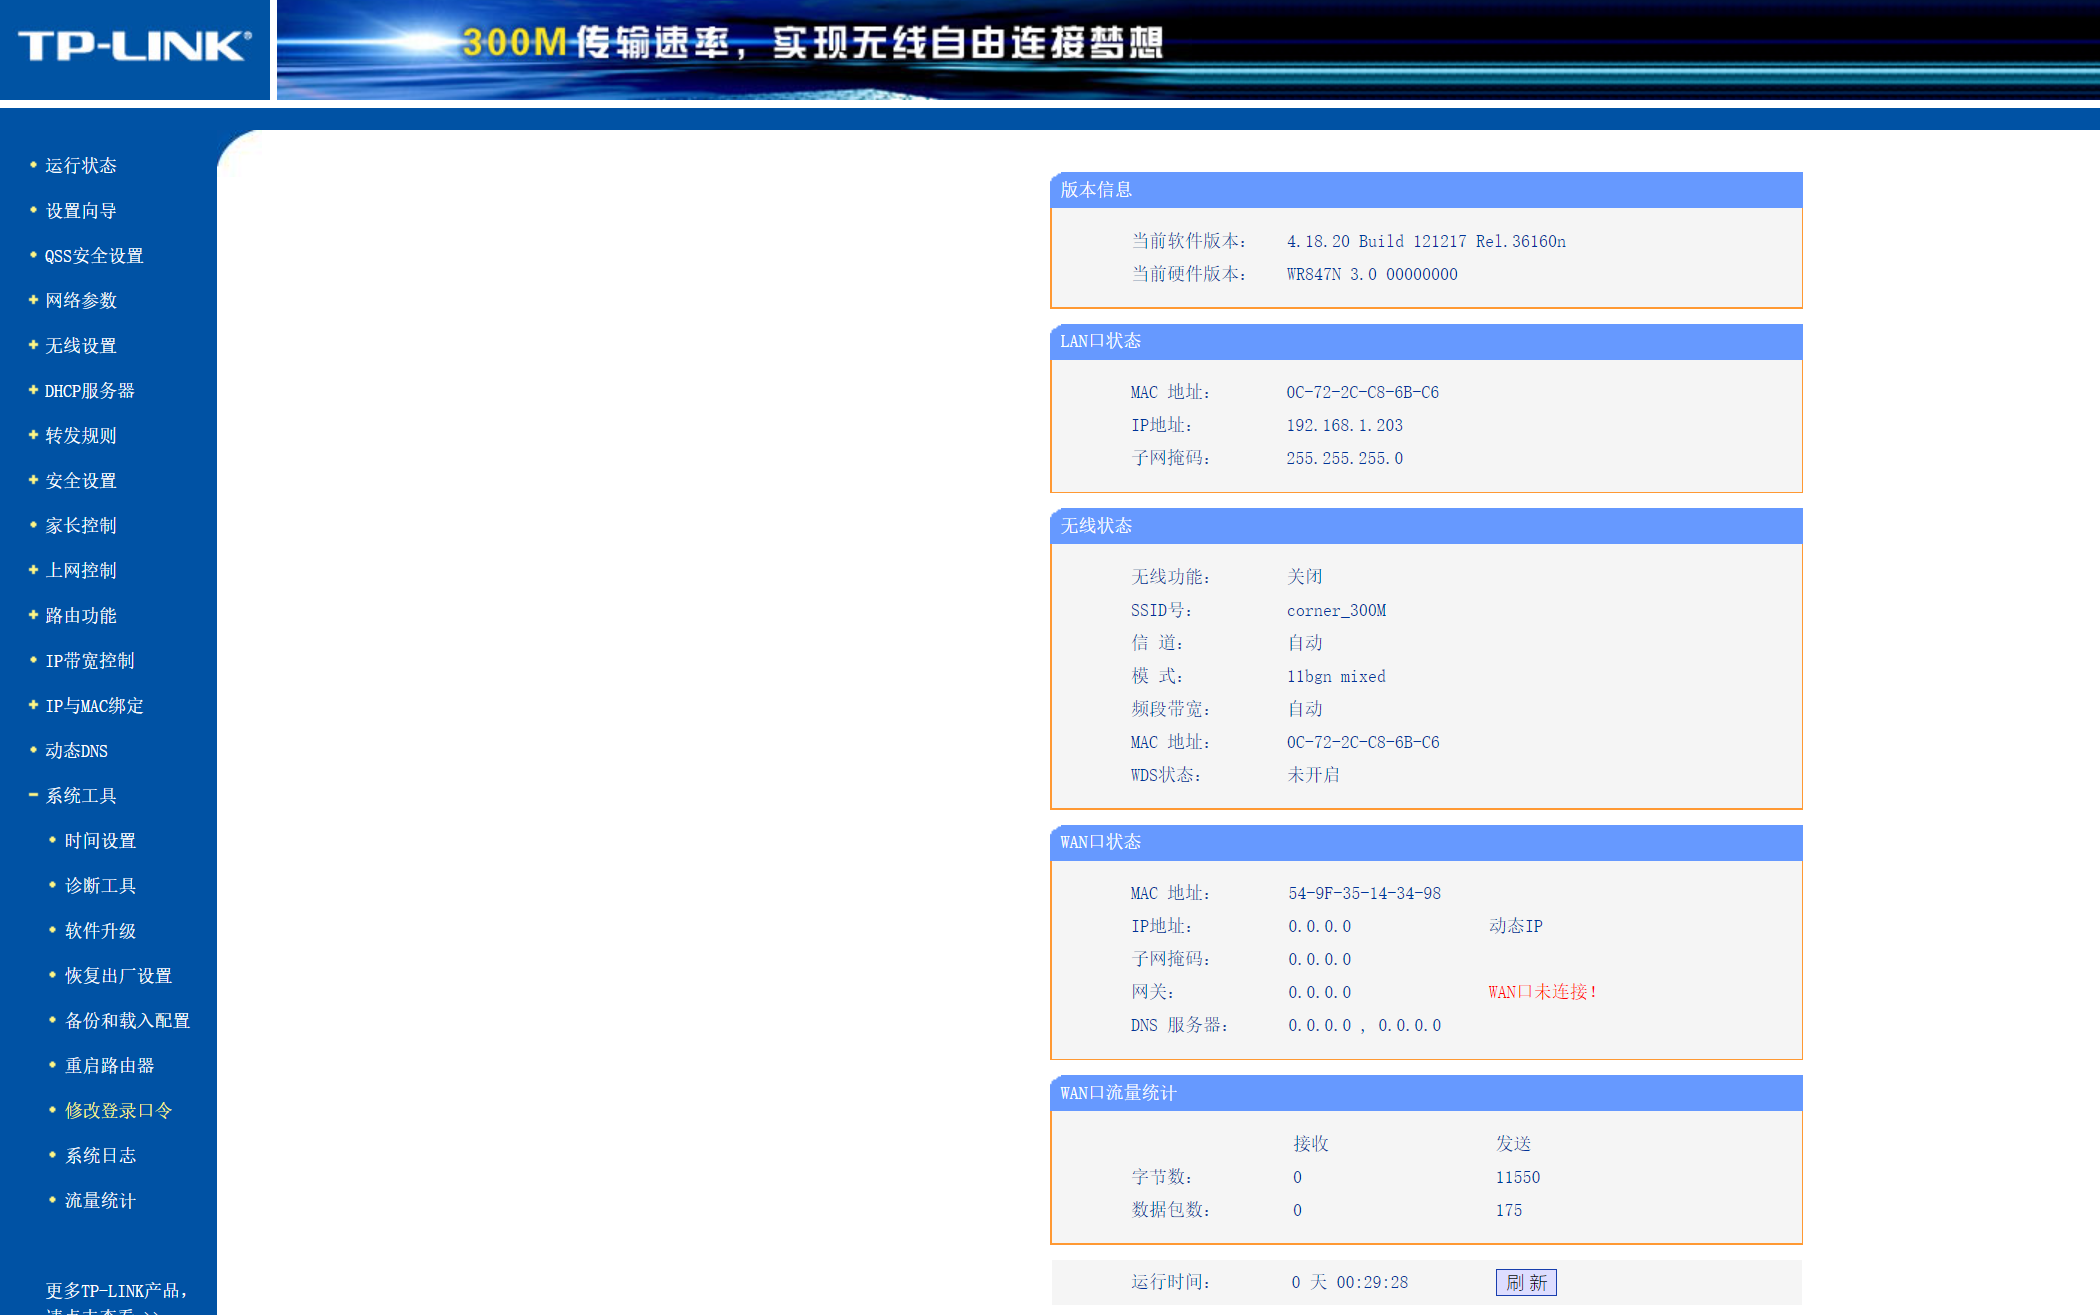 TP-LINK®
300M 传输速率，实现无线自由连接梦想
运行状态
设置向导
QSS安全设置
网络参数
无线设置
DHCP服务器
转发规则
安全设置
家长控制
上网控制
路由功能
IP带宽控制
IP与MAC绑定
动态DNS
系统工具
时间设置
诊断工具
软件升级
恢复出厂设置
备份和载入配置
重启路由器
修改登录口令
系统日志
流量统计
更多TP-LINK产品，
请点击查看 >>
版本信息
当前软件版本： 4.18.20 Build 121217 Rel.36160n
当前硬件版本： WR847N 3.0 00000000
LAN口状态
MAC 地址： 0C-72-2C-C8-6B-C6
IP地址： 192.168.1.203
子网掩码： 255.255.255.0
无线状态
无线功能： 关闭
SSID号： corner_300M
信 道： 自动
模 式： 11bgn mixed
频段带宽： 自动
MAC 地址： 0C-72-2C-C8-6B-C6
WDS状态： 未开启
WAN口状态
MAC 地址： 54-9F-35-14-34-98
IP地址： 0.0.0.0 动态IP
子网掩码： 0.0.0.0
网关： 0.0.0.0 WAN口未连接！
DNS 服务器： 0.0.0.0 , 0.0.0.0
WAN口流量统计
接收 发送
字节数： 0 11550
数据包数： 0 175
运行时间： 0 天 00:29:28 刷 新